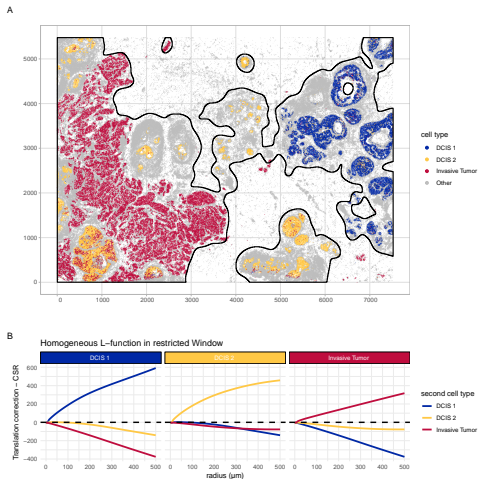 A
5000
4000
3000
2000
1000
0
0
1000
2000
3000
4000
5000
6000
7000
cell type
DCIS 1
DCIS 2
Invasive Tumor
Other
B
Homogeneous L−function in restricted Window
DCIS 1
DCIS 2
Invasive Tumor
Translation correction − CSR
600
400
200
0
−200
−400
0 100 200 300 400 500
0 100 200 300 400 500
0 100 200 300 400 500
radius (µm)
second cell type
DCIS 1
DCIS 2
Invasive Tumor